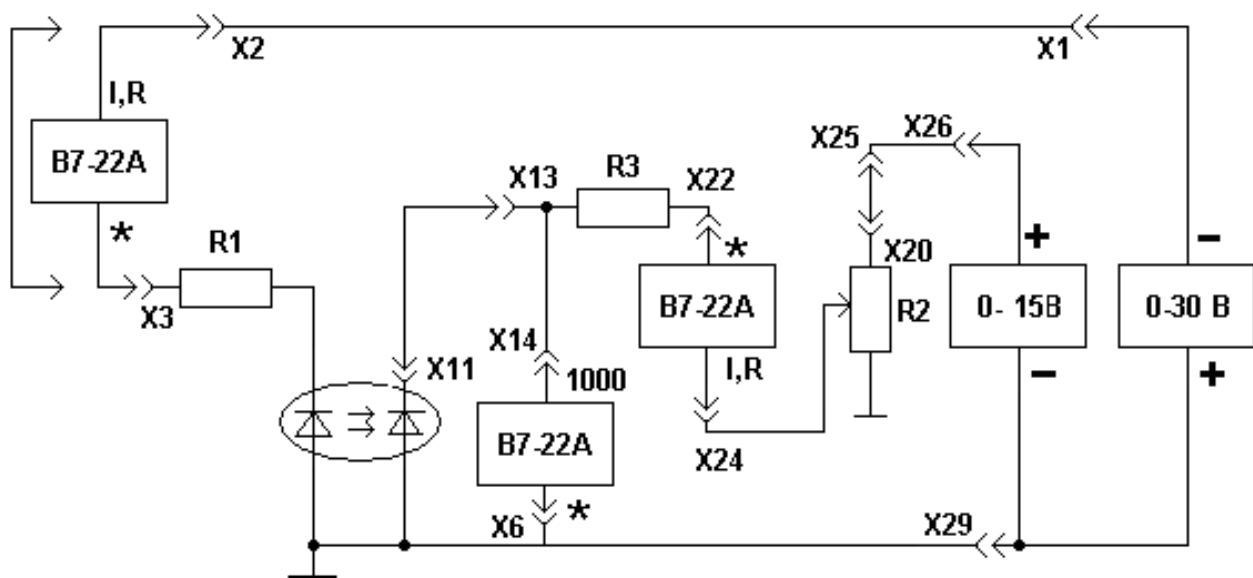 X2
X1
I,R
B7-22A
*
R1
X3
X13
R3
X22
X25
X26
*
B7-22A
I,R
X20
R2
+
0- 15В
−
−
0-30 В
+
X11
X14
1000
B7-22A
*
X6
X24
X29